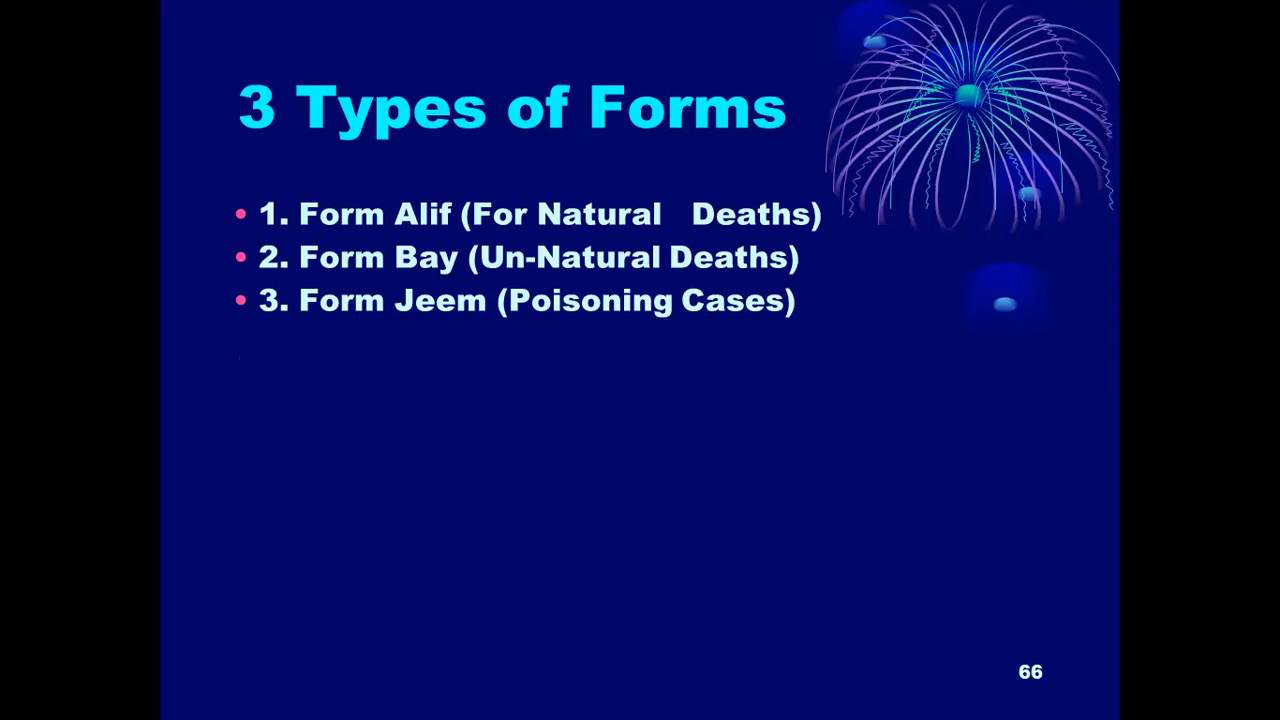 3 Types of Forms
• 1. Form Alif (For Natural   Deaths)
• 2. Form Bay (Un-Natural Deaths)
• 3. Form Jeem (Poisoning Cases)
66